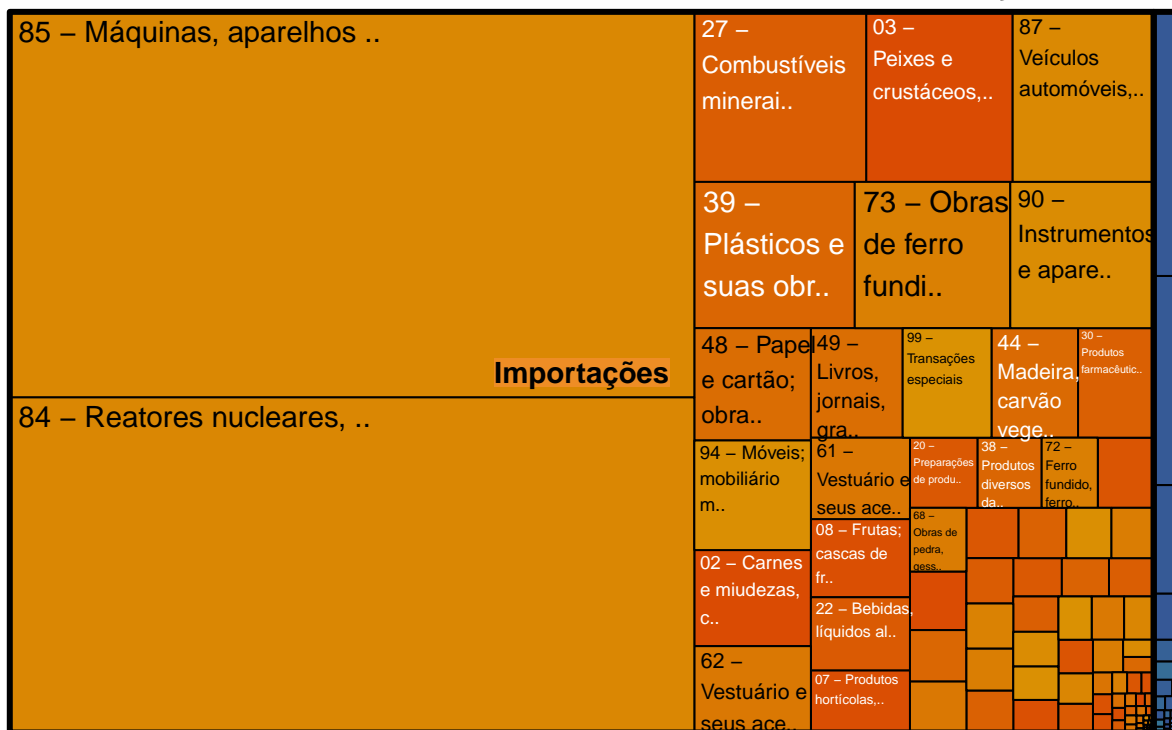 85 – Máquinas, aparelhos ..
27 –
Combustíveis
minerai..
03 –
Peixes e
crustáceos,..
87 –
Veículos
automóveis,..
39 –
Plásticos e
suas obr..
73 – Obras
de ferro
fundi..
90 –
Instrumentos
e apare..
Importações
84 – Reatores nucleares, ..
48 – Papel
e cartão;
obra..
49 –
Livros,
jornais,
gra..
99 –
Transações
especiais
44 –
Madeira,
carvão
vege..
30 –
Produtos
farmacêutic..
94 – Móveis;
mobiliário
m..
61 –
Vestuário e
seus ace..
20 –
Preparações
de produ..
38 –
Produtos
diversos
da..
72 –
Ferro
fundido,
ferro..
02 – Carnes
e miudezas,
c..
08 – Frutas;
cascas de
fr..
68 –
Obras de
pedra,
gess..
22 – Bebidas,
líquidos al..
62 –
Vestuário e
seus ace..
07 – Produtos
hortícolas,..